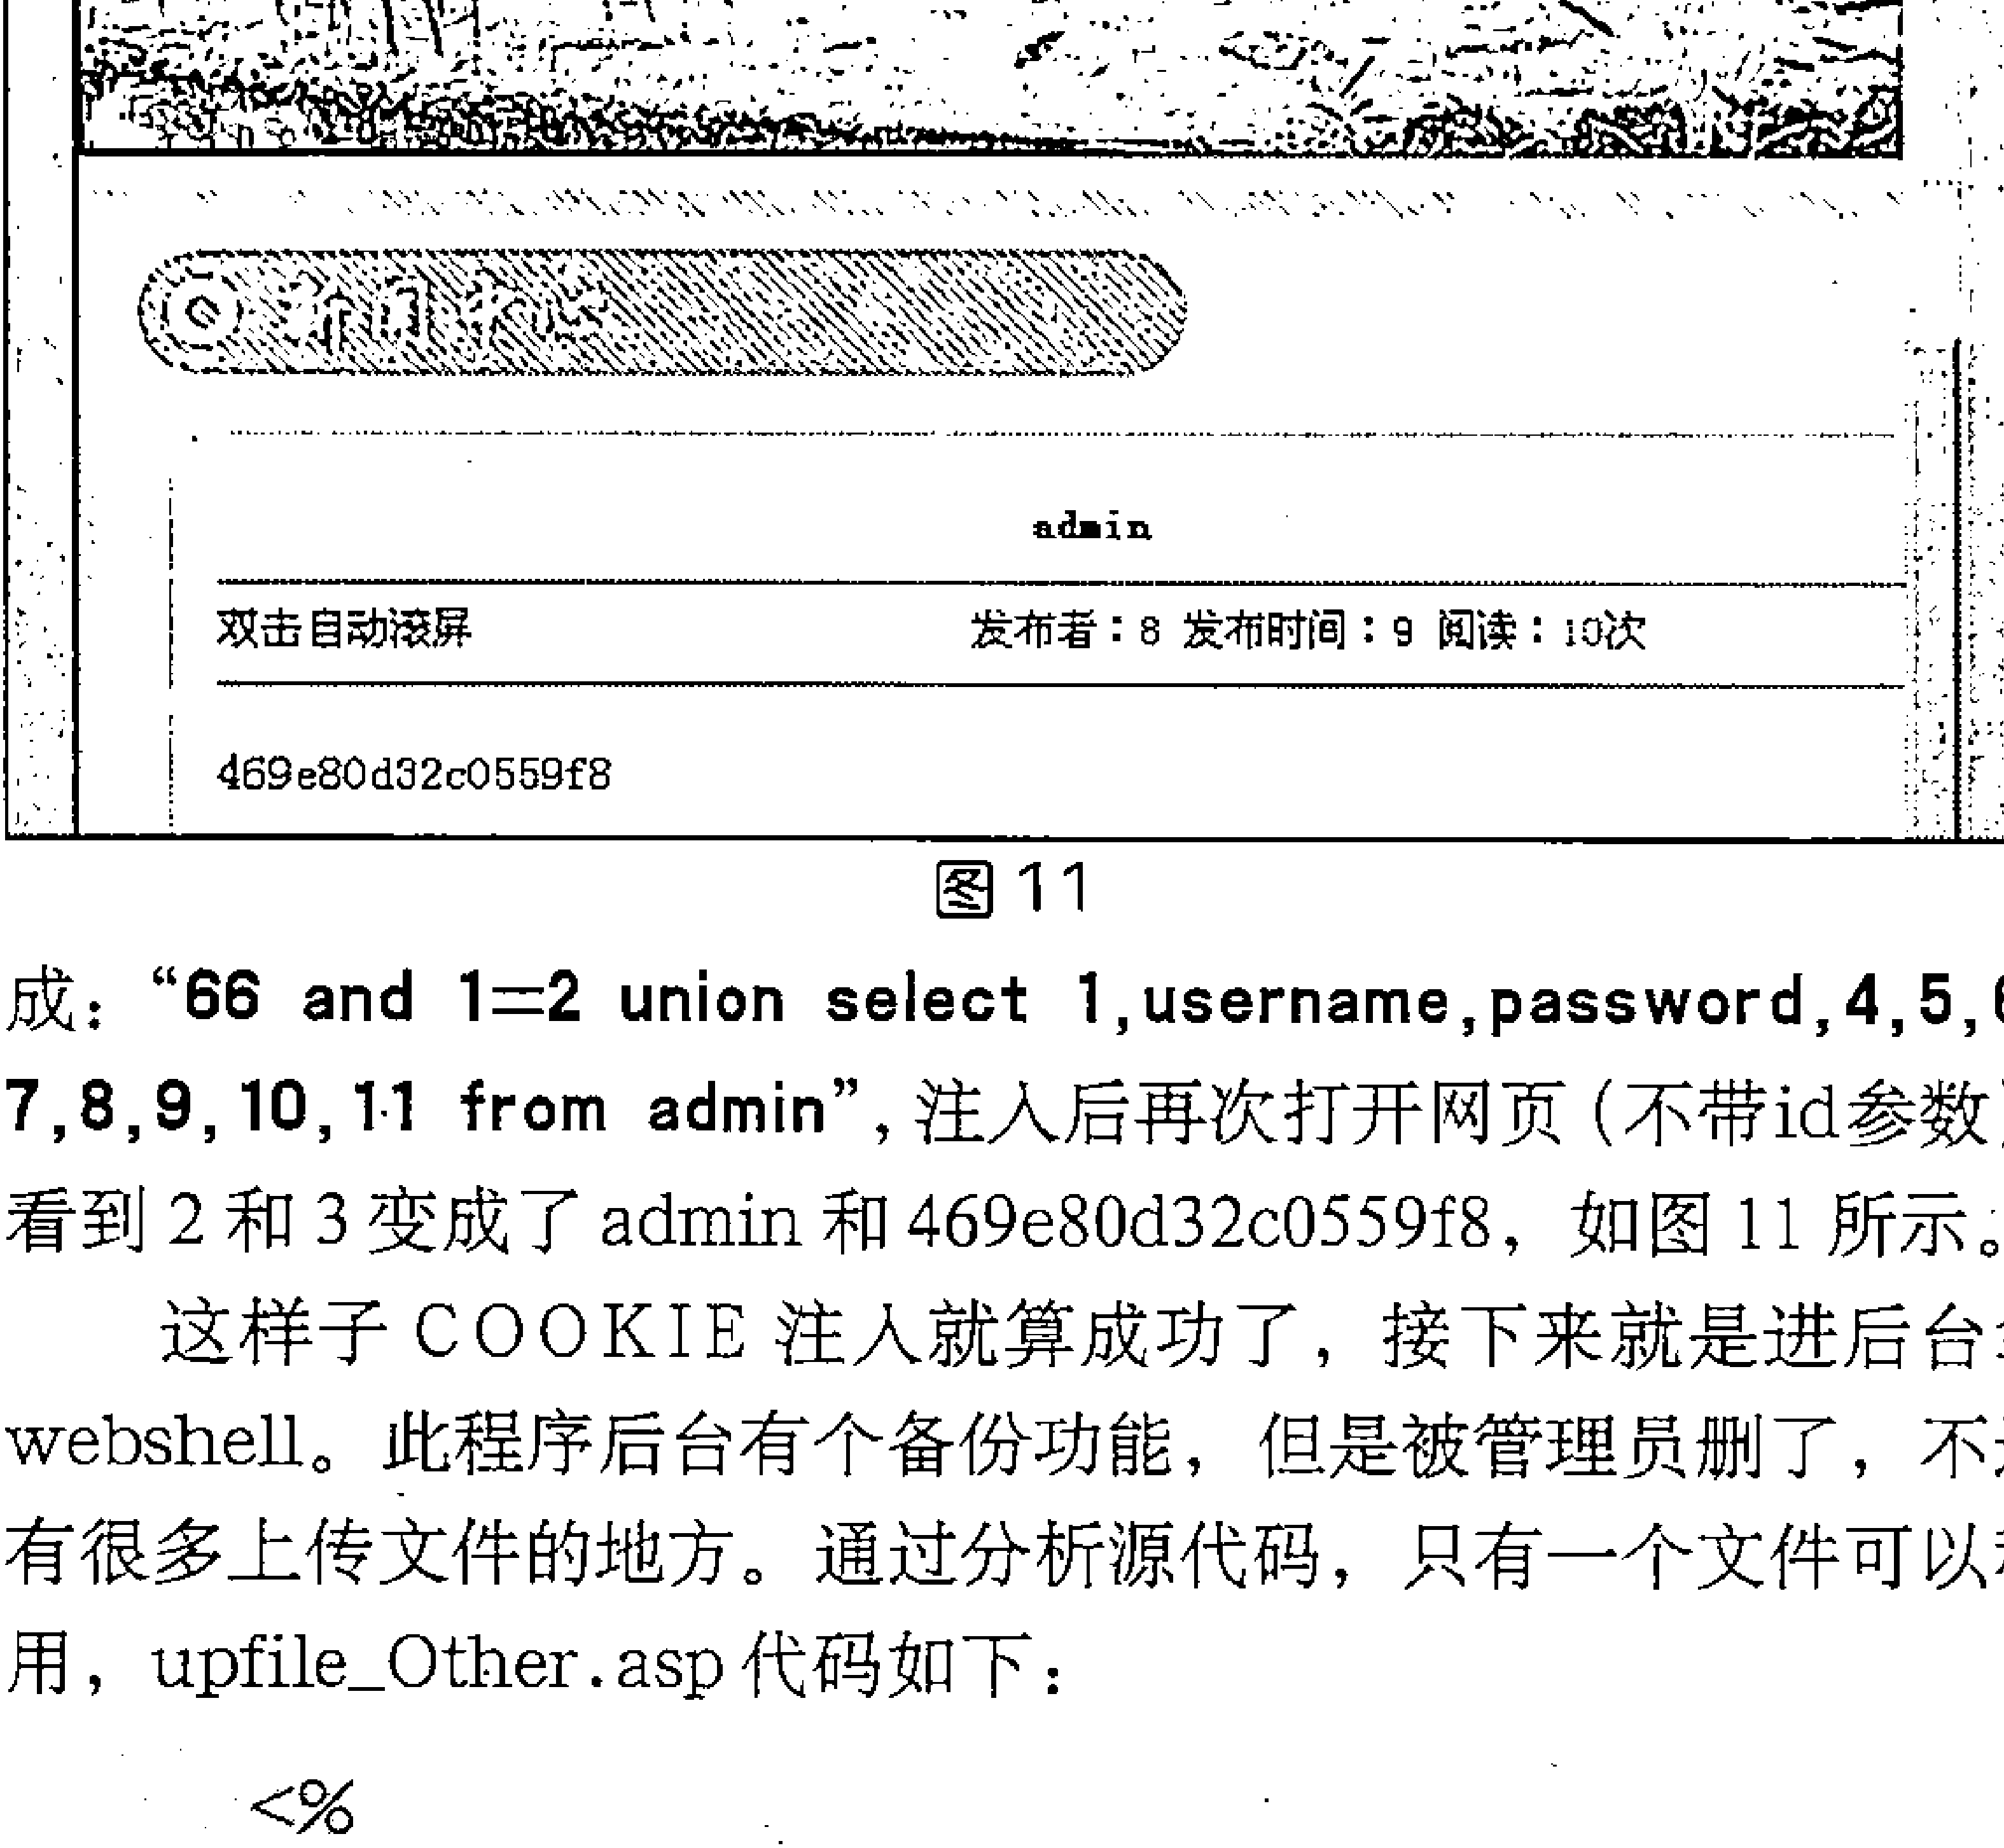 admin
双击自动滚屏 发布者：8 发布时间：9 阅读：10次
469e80d32c0559f8
图 11
成：“66 and 1=2 union select 1,username,password,4,5,
7,8,9,10,11 from admin”,注入后再次打开网页(不带id参数)
看到 2 和 3 变成了 admin 和 469e80d32c0559f8，如图 11 所示。
这样子 COOKIE 注入就算成功了，接下来就是进后台
webshell。此程序后台有个备份功能，但是被管理员删了，不
有很多上传文件的地方。通过分析源代码，只有一个文件可以
用，upfile_Other.asp 代码如下：
<%